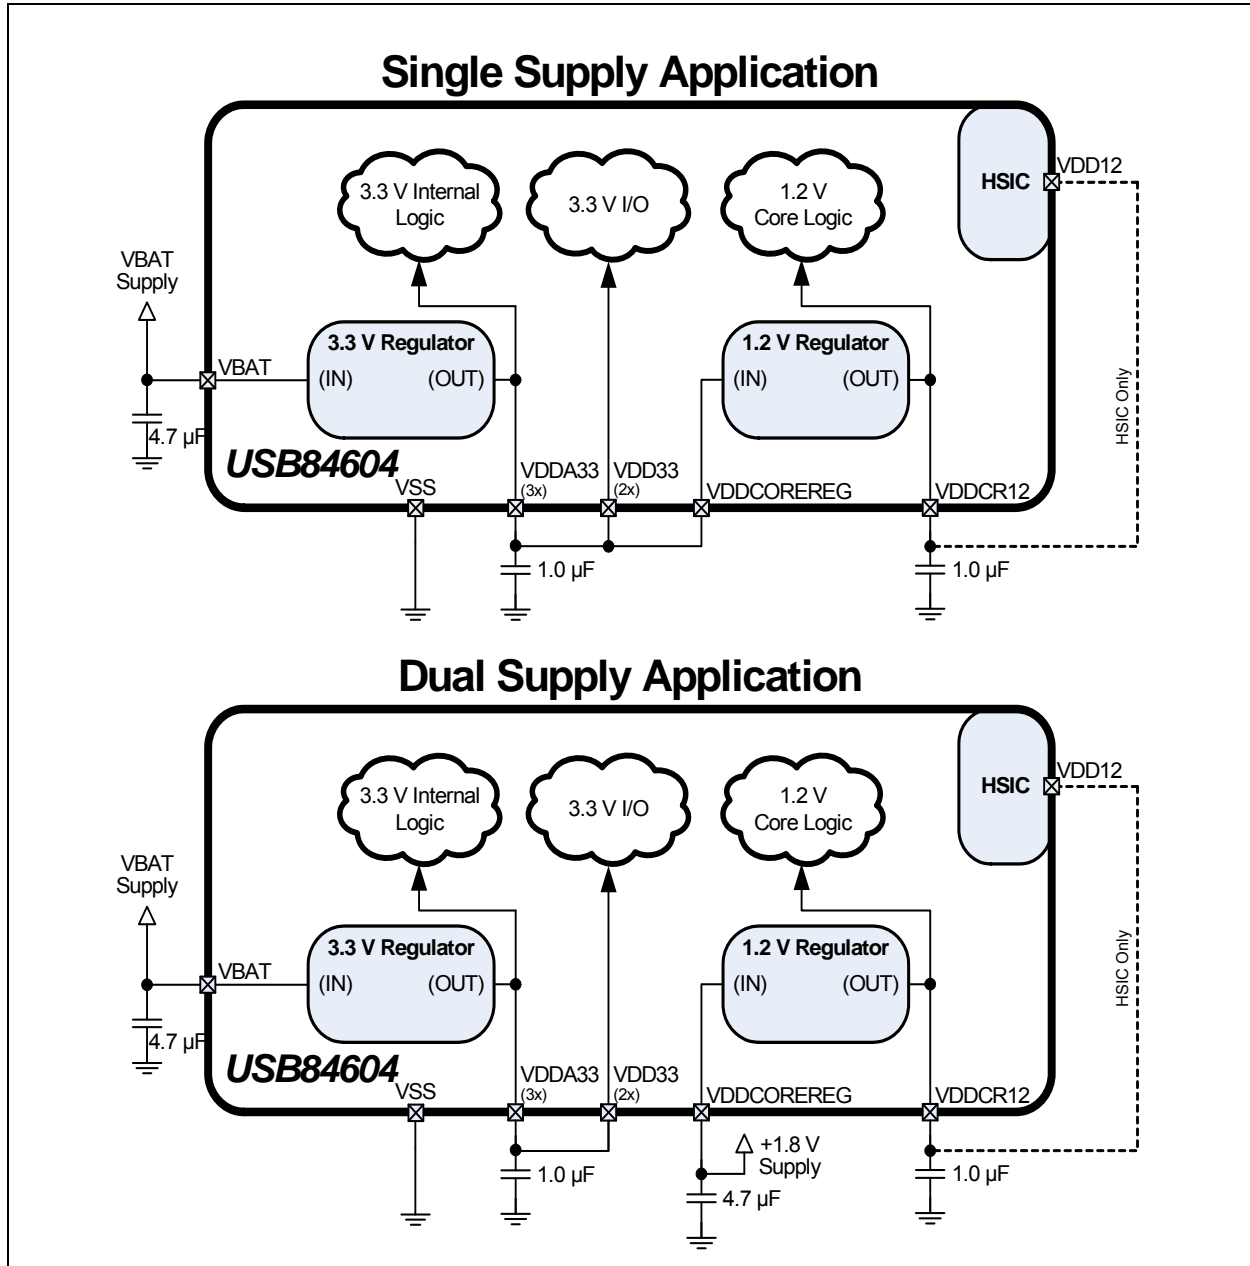 Single Supply Application
3.3 V Internal
Logic
3.3 V I/O
1.2 V
Core Logic
HSIC
VDD12
VBAT
Supply
3.3 V Regulator
1.2 V Regulator
VBAT
(IN)
(OUT)
(IN)
(OUT)
HSIC Only
4.7 µF
USB84604
VSS
VDDA33
(3x)
VDD33
(2x)
VDDCOREREG
VDDCR12
1.0 µF
1.0 µF
Dual Supply Application
3.3 V Internal
Logic
3.3 V I/O
1.2 V
Core Logic
HSIC
VDD12
VBAT
Supply
3.3 V Regulator
1.2 V Regulator
VBAT
(IN)
(OUT)
(IN)
(OUT)
HSIC Only
4.7 µF
USB84604
VSS
VDDA33
(3x)
VDD33
(2x)
VDDCOREREG
VDDCR12
+1.8 V
Supply
1.0 µF
4.7 µF
1.0 µF